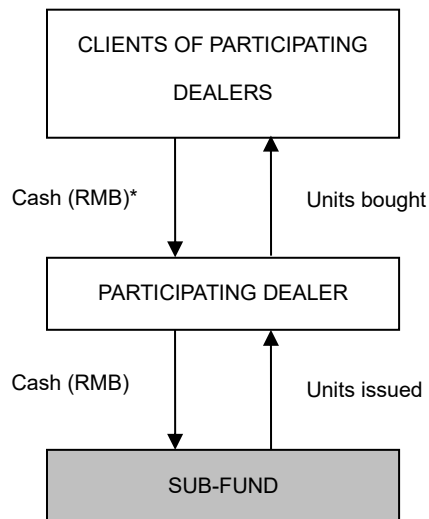 CLIENTS OF PARTICIPATING
DEALERS
Cash (RMB)*
Units bought
PARTICIPATING DEALER
Cash (RMB)
Units issued
SUB-FUND